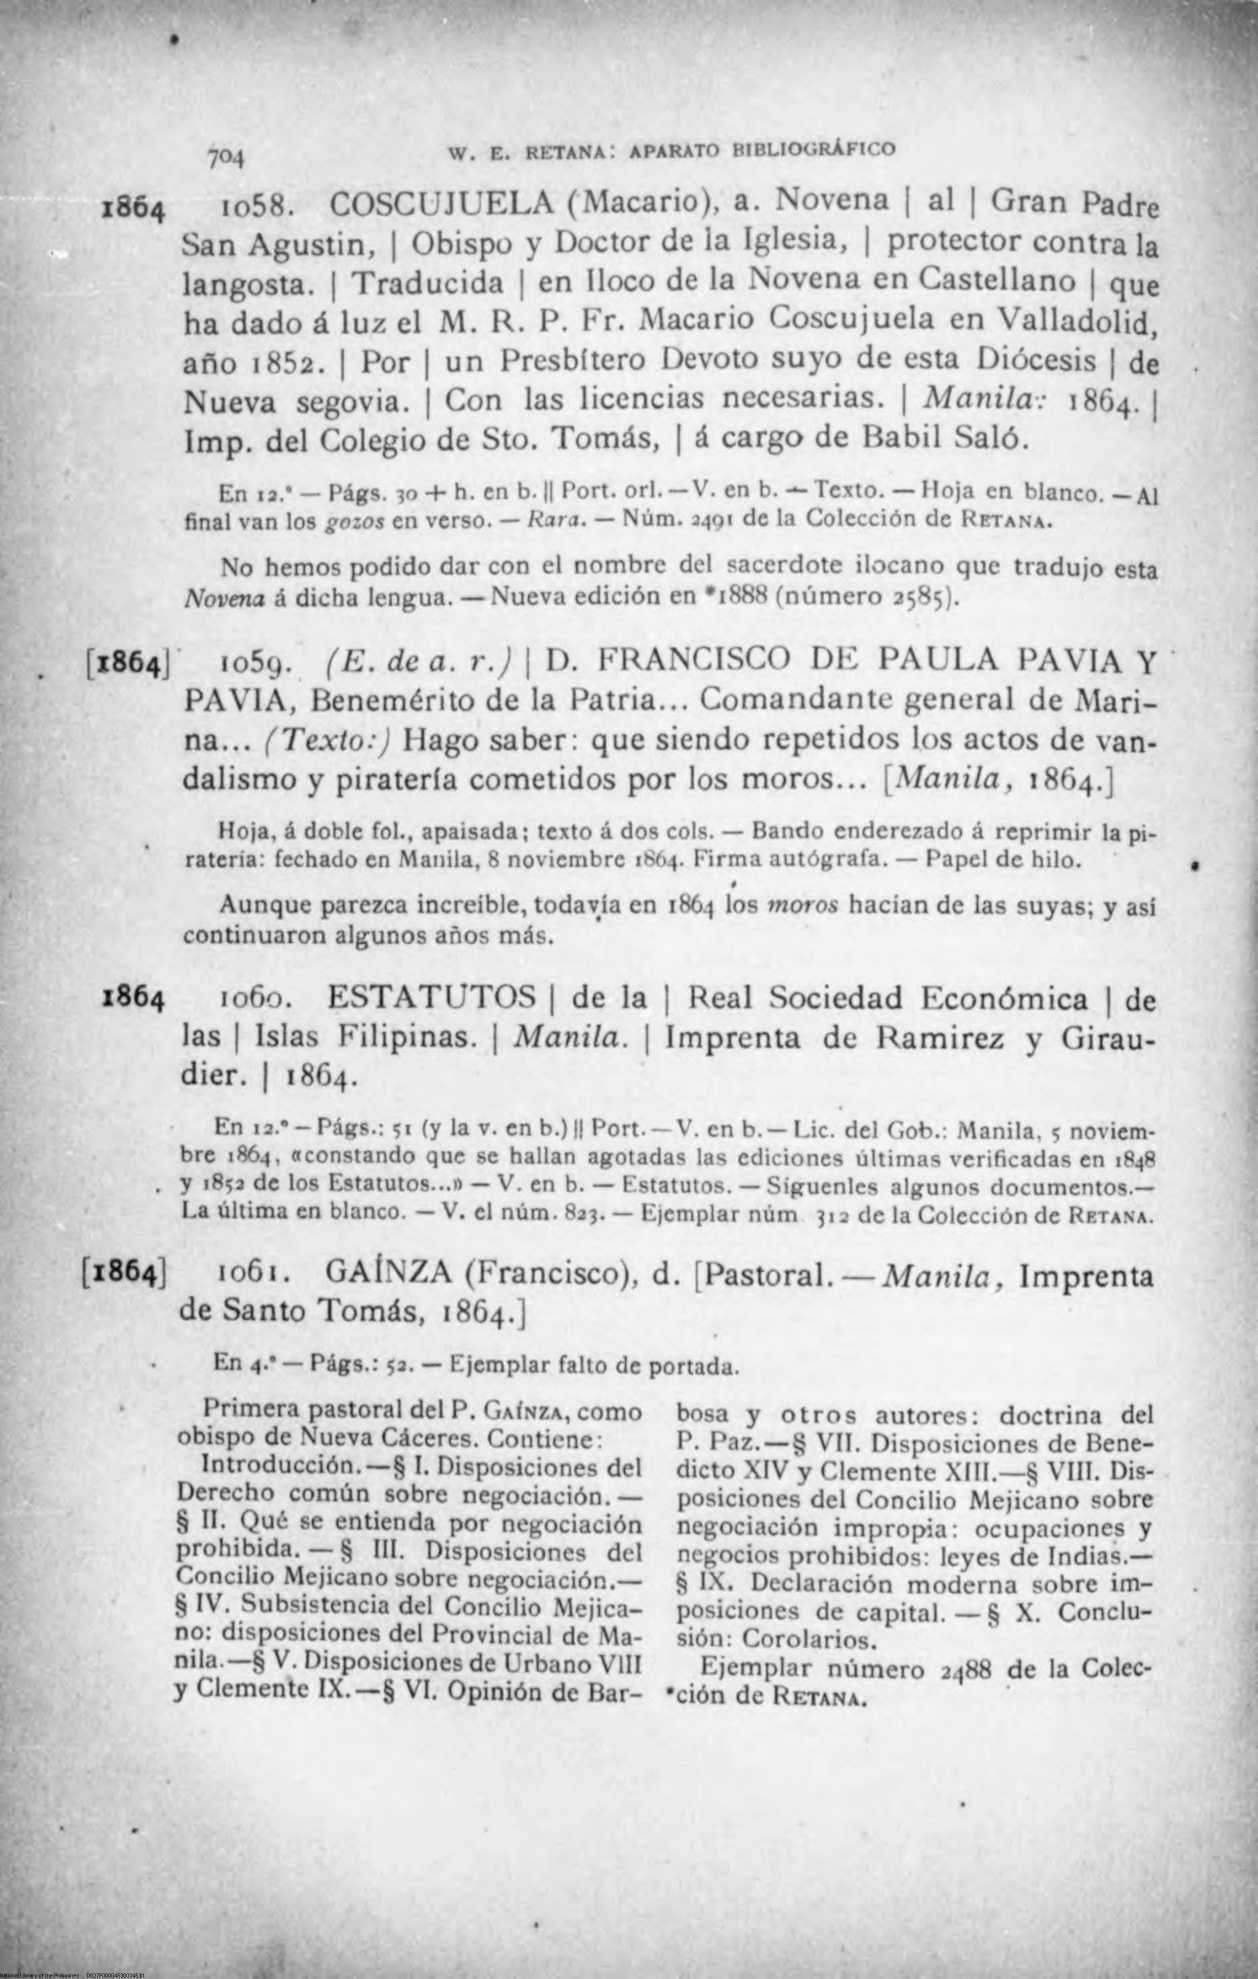 704
W. E. RETANA: APARATO BIBLIOGRÁFICO
1864 1058. COSCUJUELA (Macario), a. Novena | al | Gran Padre
San Agustin, | Obispo y Doctor de la Iglesia, | protector contra la
langosta. | Traducida | en Iloco de la Novena en Castellano | que
ha dado á luz el M. R. P. Fr. Macario Coscujuela en Valladolid,
año 1852. | Por | un Presbítero Devoto suyo de esta Diócesis | de
Nueva segovia. | Con las licencias necesarias. | Manila: 1864. |
Imp. del Colegio de Sto. Tomás, | á cargo de Babil Saló.
En 12.º — Págs. 30 + h. en b. || Port. orl. — V. en b. — Texto. — Hoja en blanco. — Al
final van los gozos en verso. — Rara. — Núm. 2491 de la Colección de RETANA.
No hemos podido dar con el nombre del sacerdote ilocano que tradujo esta
Novena á dicha lengua. — Nueva edición en *1888 (número 2585).
[1864] 1059. (E. de a. r.) | D. FRANCISCO DE PAULA PAVIA Y
PAVIA, Benemérito de la Patria... Comandante general de Mari-
na... (Texto:) Hago saber: que siendo repetidos los actos de van-
dalismo y piratería cometidos por los moros... [Manila, 1864.]
Hoja, á doble fol., apaisada; texto á dos cols. — Bando enderezado á reprimir la pi-
ratería: fechado en Manila, 8 noviembre 1864. Firma autógrafa. — Papel de hilo.
Aunque parezca increíble, todavía en 1864 los moros hacian de las suyas; y así
continuaron algunos años más.
1864 1060. ESTATUTOS | de la | Real Sociedad Económica | de
las | Islas Filipinas. | Manila. | Imprenta de Ramirez y Girau-
dier. | 1864.
En 12.º — Págs.: 51 (y la v. en b.) || Port. — V. en b. — Lic. del Gob.: Manila, 5 noviem-
bre 1864, «constando que se hallan agotadas las ediciones últimas verificadas en 1848
y 1852 de los Estatutos...» — V. en b. — Estatutos. — Síguenles algunos documentos.—
La última en blanco. — V. el núm. 823. — Ejemplar núm 312 de la Colección de RETANA.
[1864] 1061. GAÍNZA (Francisco), d. [Pastoral. — Manila, Imprenta
de Santo Tomás, 1864.]
En 4.º — Págs.: 52. — Ejemplar falto de portada.
Primera pastoral del P. GAÍNZA, como
obispo de Nueva Cáceres. Contiene:
Introducción.—§ I. Disposiciones del
Derecho común sobre negociación. —
§ II. Qué se entienda por negociación
prohibida. — § III. Disposiciones del
Concilio Mejicano sobre negociación.—
§ IV. Subsistencia del Concilio Mejica-
no: disposiciones del Provincial de Ma-
nila.—§ V. Disposiciones de Urbano VIII
y Clemente IX.—§ VI. Opinión de Bar-
bosa y otros autores: doctrina del
P. Paz.—§ VII. Disposiciones de Bene-
dicto XIV y Clemente XIII.—§ VIII. Dis-
posiciones del Concilio Mejicano sobre
negociación impropia: ocupaciones y
negocios prohibidos: leyes de Indias.—
§ IX. Declaración moderna sobre im-
posiciones de capital. — § X. Conclu-
sión: Corolarios.
Ejemplar número 2488 de la Colec-
ción de RETANA.